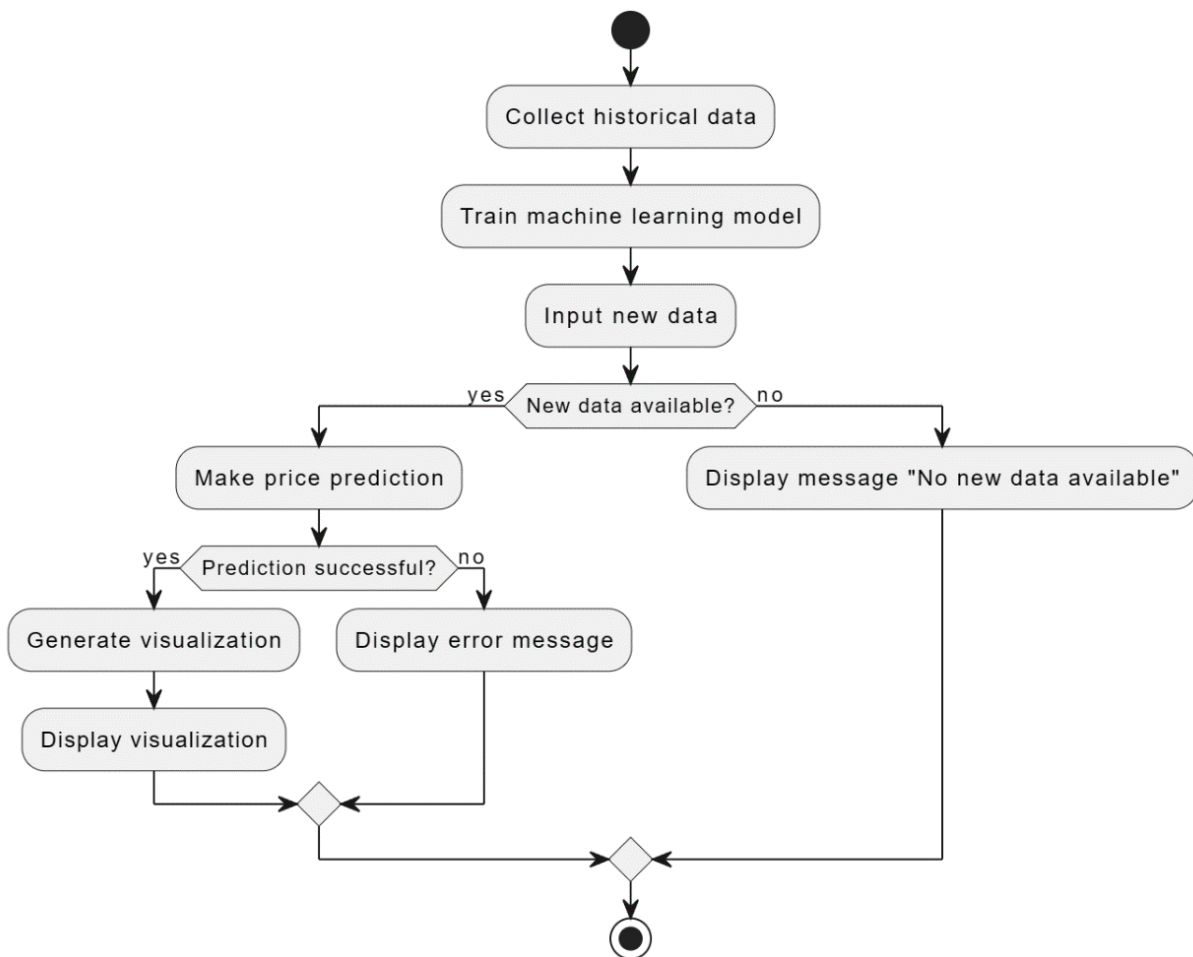 Collect historical data
Train machine learning model
Input new data
yes
New data available?
no
Make price prediction
Display message "No new data available"
yes
Prediction successful?
no
Generate visualization
Display error message
Display visualization